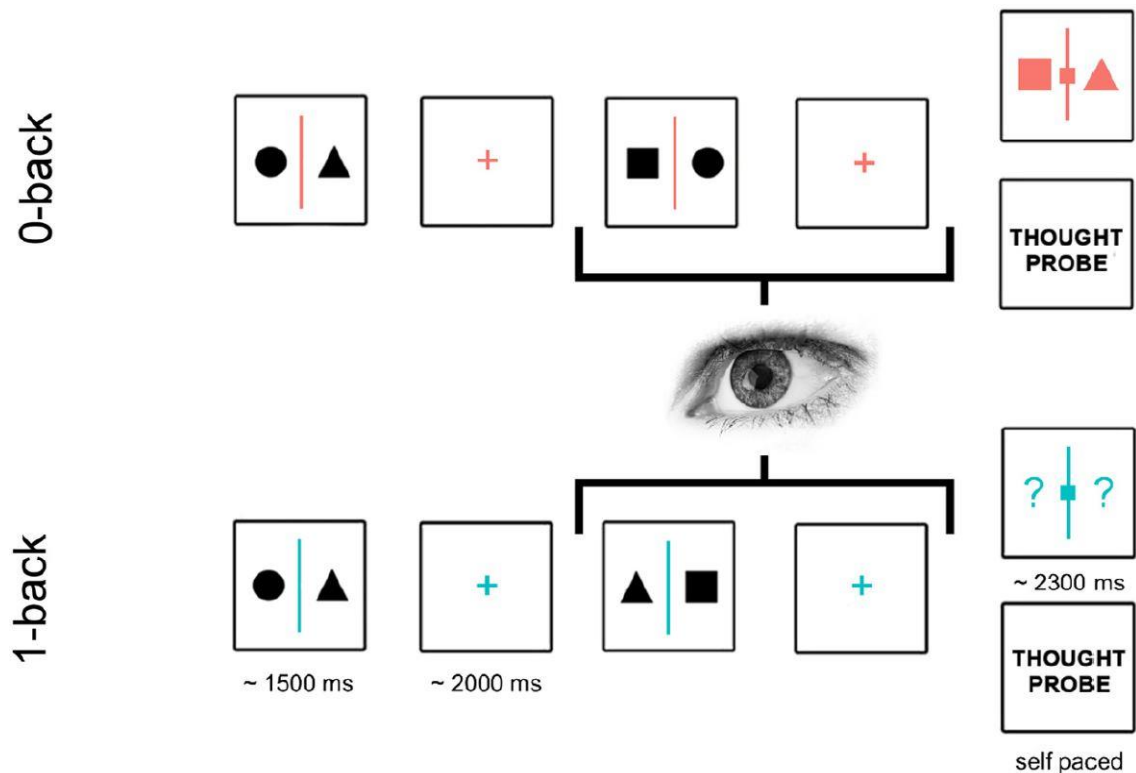 0-back
THOUGHT
PROBE
1-back
? ?
~ 2300 ms
~ 1500 ms
~ 2000 ms
THOUGHT
PROBE
self paced